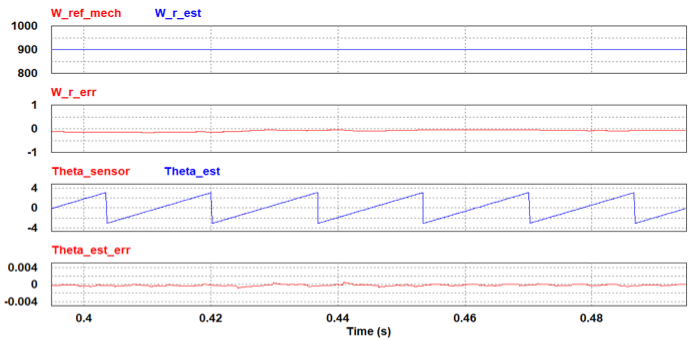 W_ref_mech W_r_est
1000
900
800
W_r_err
1
0
-1
Theta_sensor Theta_est
4
0
-4
Theta_est_err
0.004
0
-0.004
0.4 0.42 0.44 0.46 0.48
Time (s)